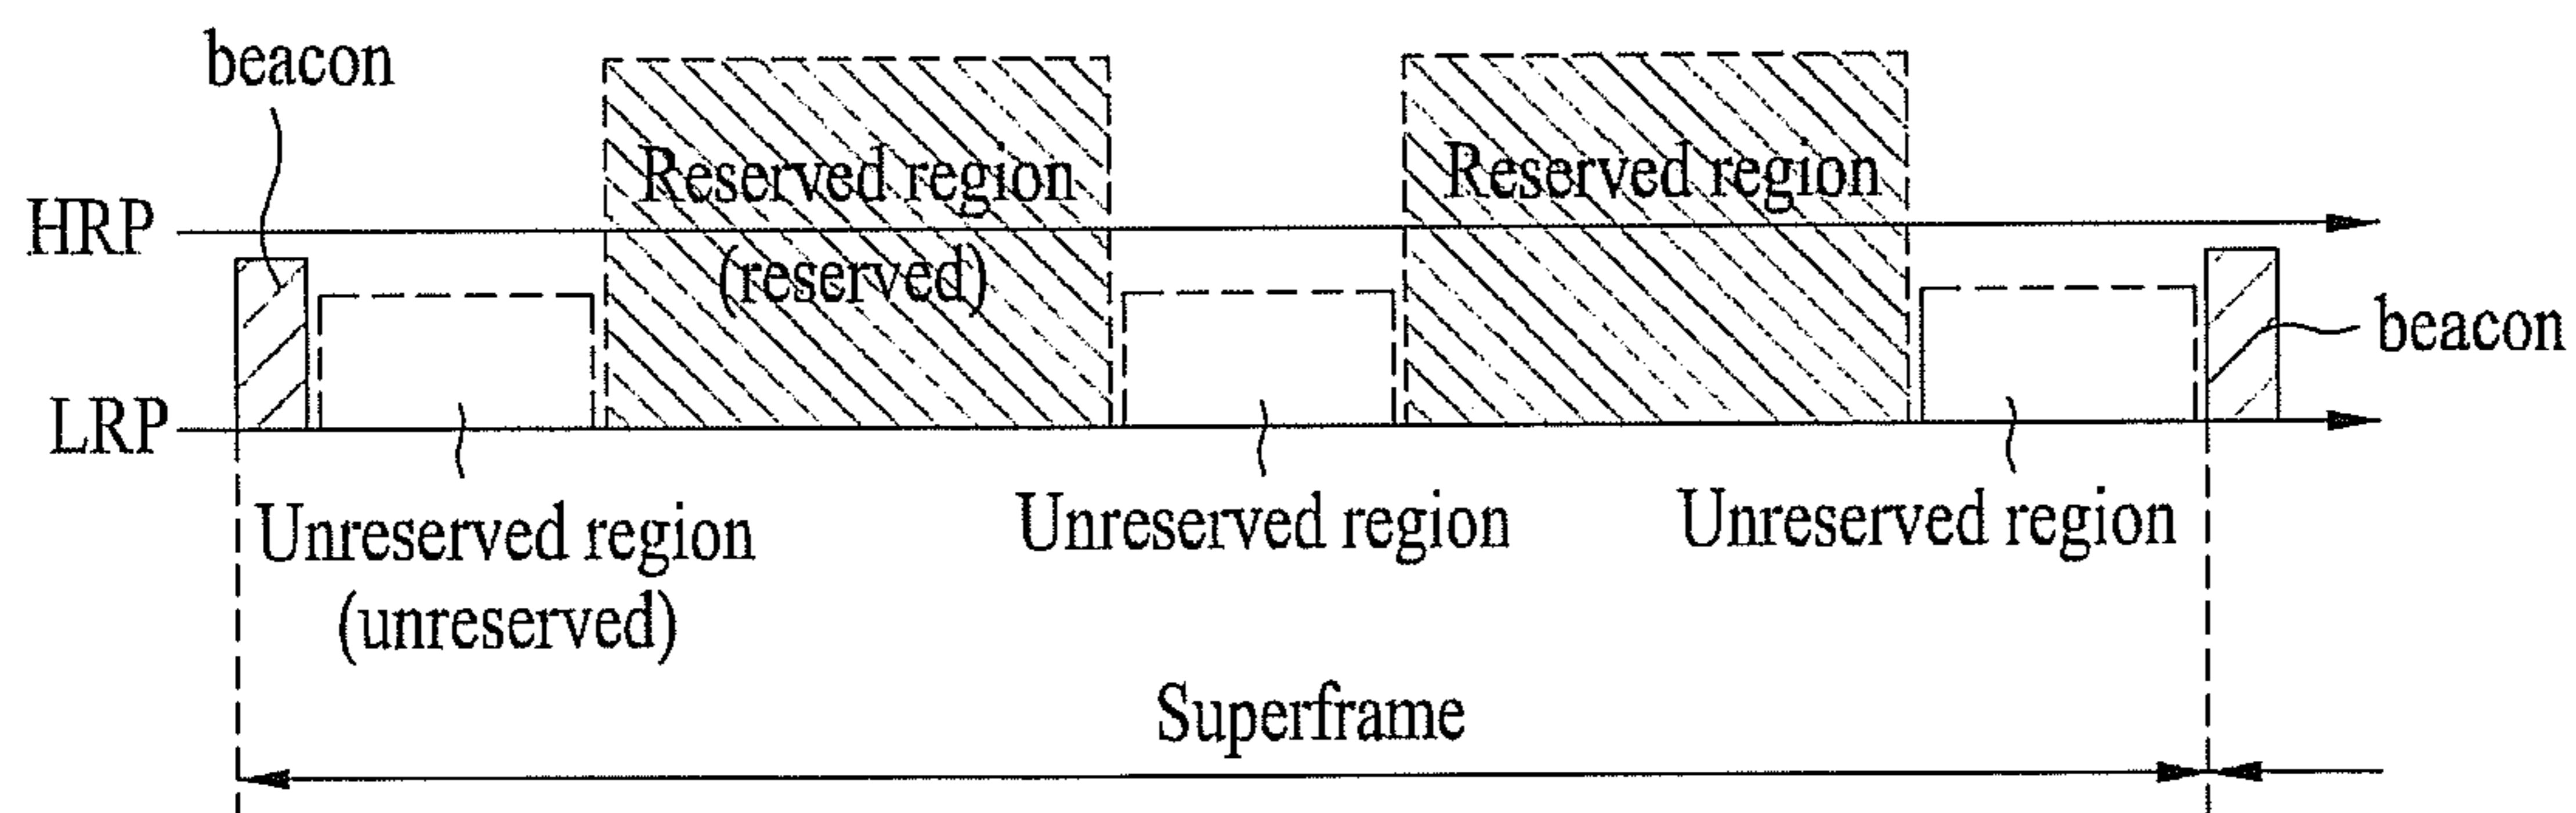 beacon
Reserved region
(reserved)
Reserved region
HRP
beacon
LRP
Unreserved region
(unreserved)
Unreserved region
Unreserved region
Superframe